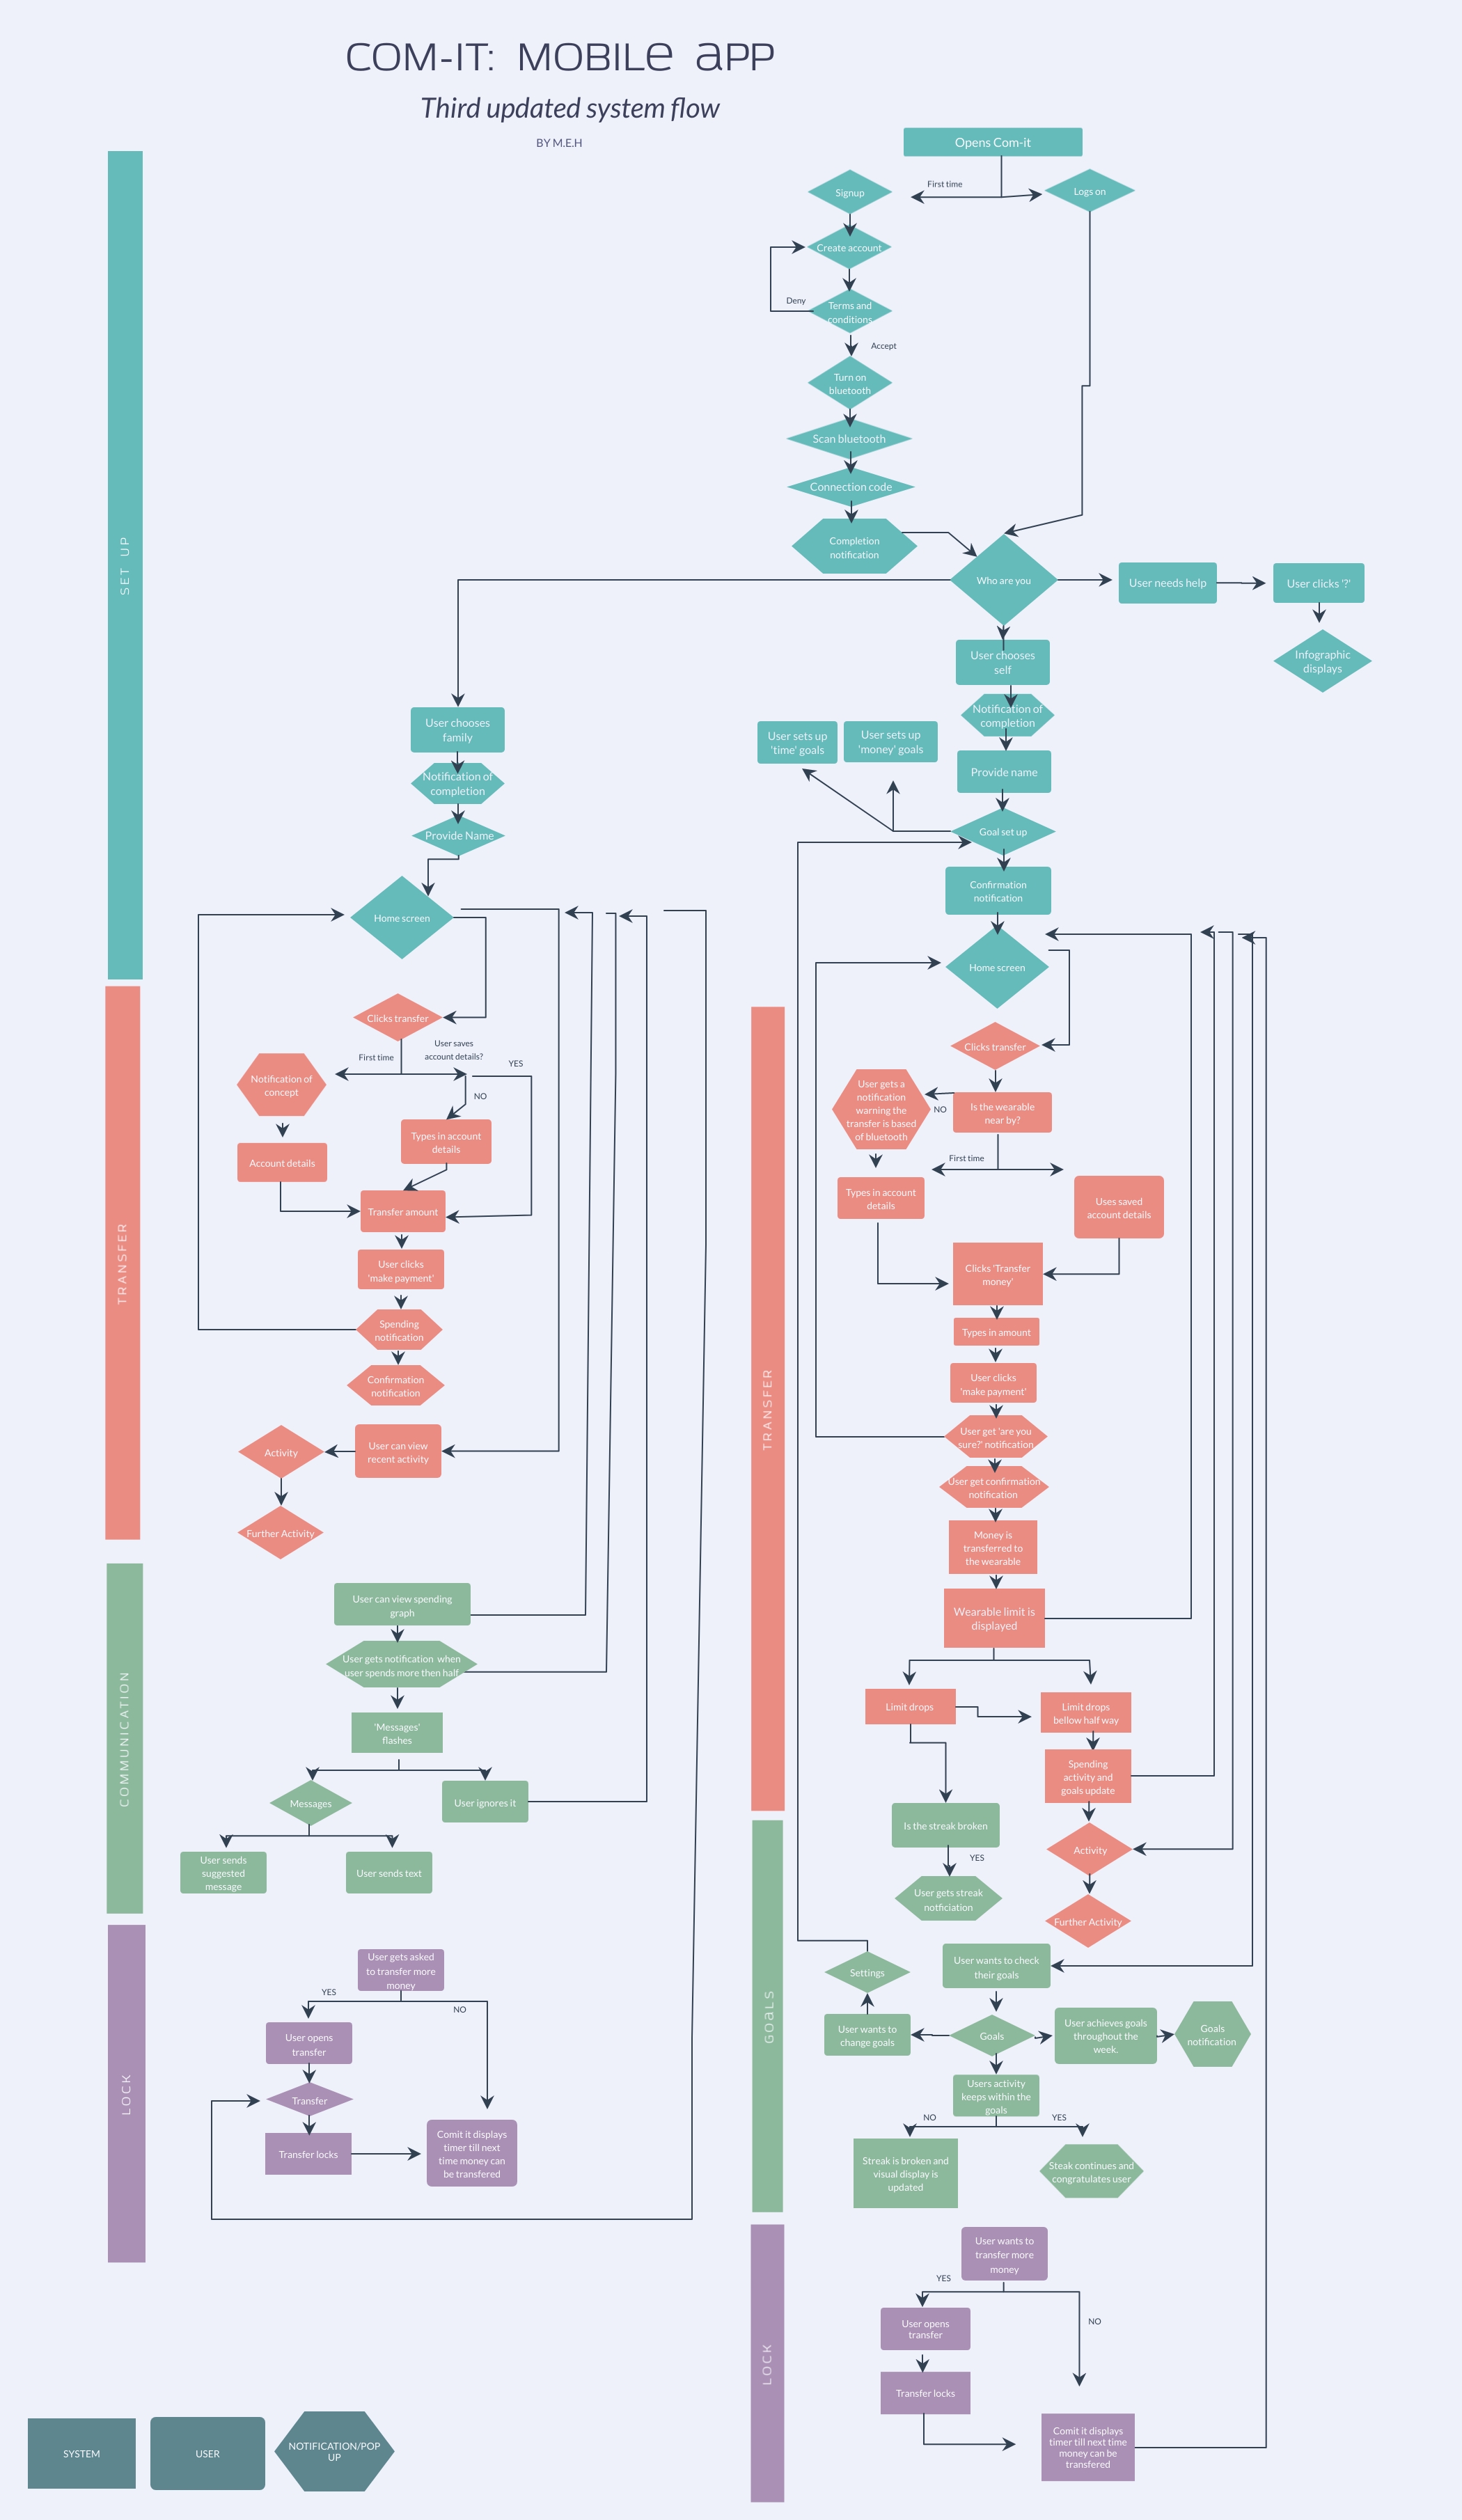 COM-IT: MOBILe aPP
Third updated system flow
BY M.E.H
Opens Com-it
First time
Signup
Logs on
Create account
Deny
Terms and
conditions
Accept
Turn on
bluetooth
Scan bluetooth
Connection code
Completion
notification
Who are you
User needs help
User clicks '?'
Infographic
displays
SET UP
User chooses
self
Notification of
completion
Provide name
User sets up
'time' goals
User sets up
'money' goals
Goal set up
Confirmation
notification
Home screen
User chooses
family
Notification of
completion
Provide Name
Home screen
TRANSFER
Clicks transfer
First time
User saves
account details?
YES
NO
Notification of
concept
Account details
Types in account
details
Transfer amount
User clicks
'make payment'
Spending
notification
Confirmation
notification
User can view
recent activity
Activity
Further Activity
COMMUNICATION
User can view spending
graph
User gets notification when
user spends more then half
'Messages'
flashes
Messages
User ignores it
User sends
suggested
message
User sends text
LOCK
User gets asked
to transfer more
money
YES
NO
User opens
transfer
Transfer
Transfer locks
Comit it displays
timer till next
time money can
be transfered
TRANSFER
Clicks transfer
User gets a
notification
warning the
transfer is based
of bluetooth
NO
Is the wearable
near by?
First time
Types in account
details
Uses saved
account details
Clicks 'Transfer
money'
Types in amount
User clicks
'make payment'
User get 'are you
sure?' notification
User get confirmation
notification
Money is
transferred to
the wearable
Wearable limit is
displayed
Limit drops
Limit drops
bellow half way
Spending
activity and
goals update
Activity
Further Activity
GOaLS
Is the streak broken
YES
User gets streak
notficiation
Settings
User wants to check
their goals
User wants to
change goals
Goals
User achieves goals
throughout the
week.
Goals
notification
Users activity
keeps within the
goals
NO
YES
Streak is broken and
visual display is
updated
Steak continues and
congratulates user
LOCK
User wants to
transfer more
money
YES
NO
User opens
transfer
Transfer locks
Comit it displays
timer till next time
money can be
transfered
SYSTEM
USER
NOTIFICATION/POP
UP